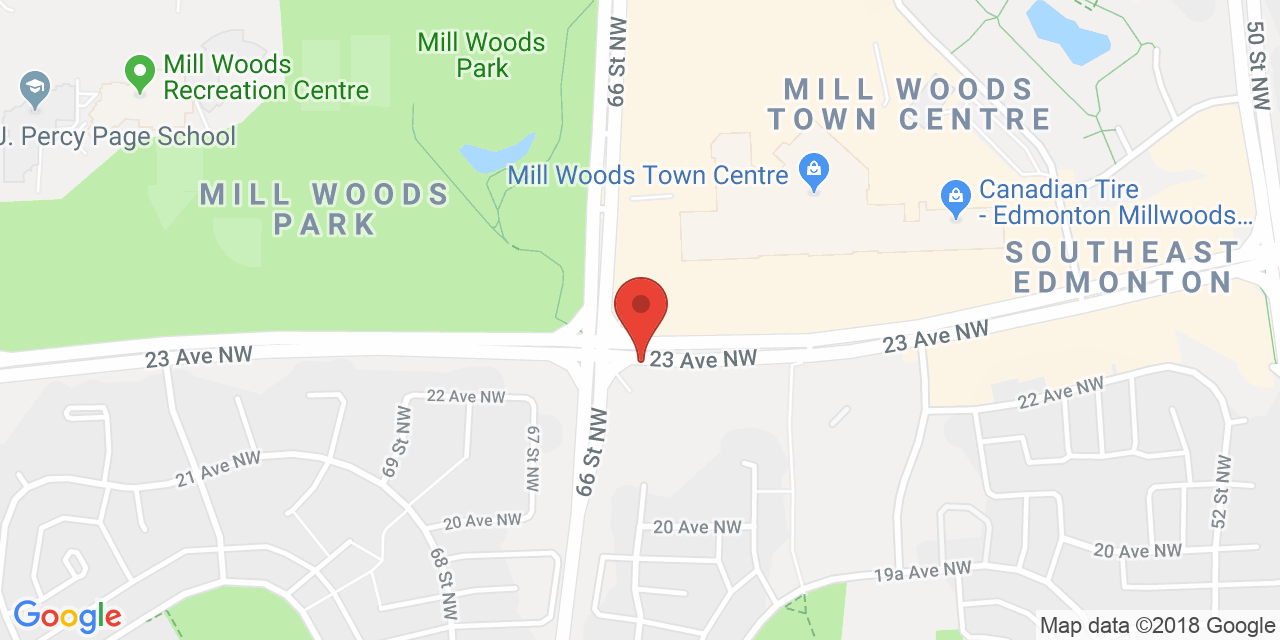 Mill Woods
Park
66 St NW
50 St NW
Mill Woods
Recreation Centre
J. Percy Page School
MILL WOODS
TOWN CENTRE
Mill Woods Town Centre
Canadian Tire
- Edmonton Millwoods...
MILL WOODS
PARK
SOUTHEAST
EDMONTON
23 Ave NW
23 Ave NW
23 Ave NW
22 Ave NW
22 Ave NW
69 St NW
67 St NW
66 St NW
21 Ave NW
20 Ave NW
20 Ave NW
52 St NW
20 Ave NW
68 St NW
19a Ave NW
Google
Map data ©2018 Google